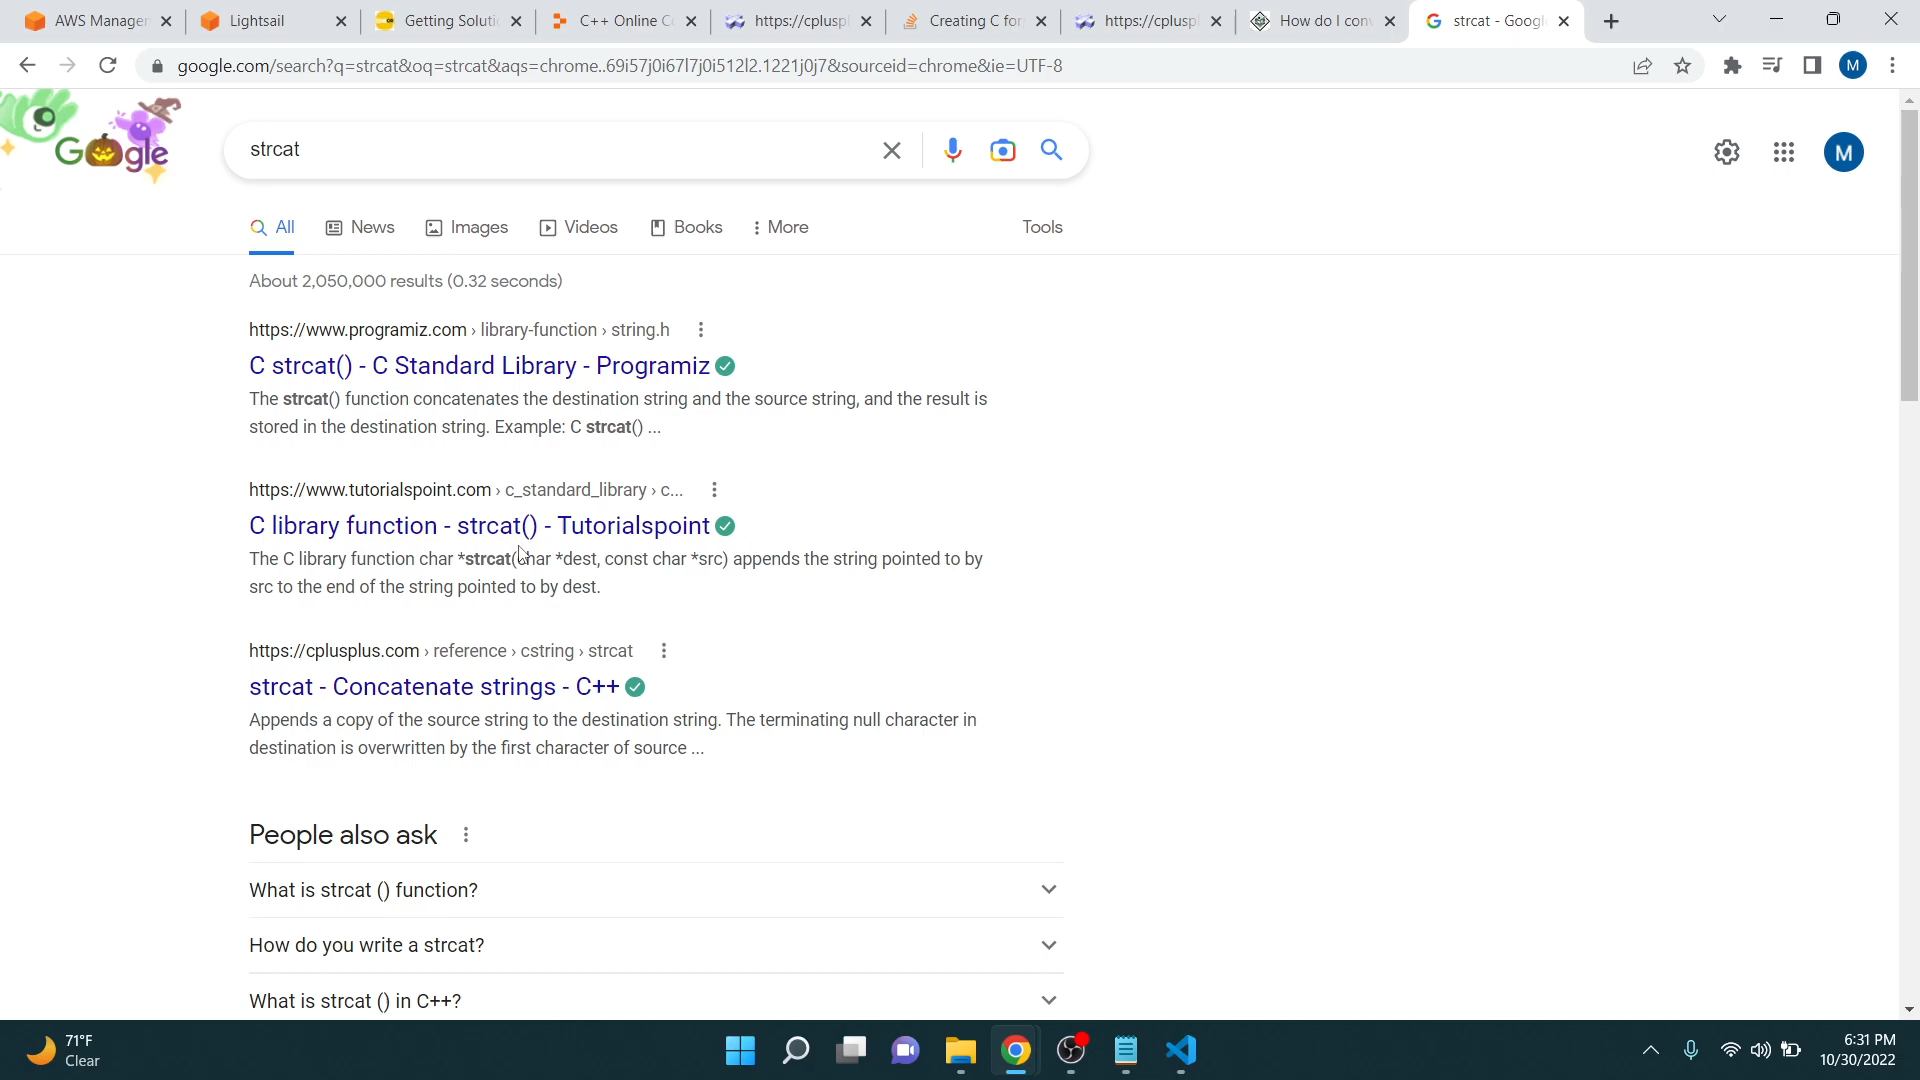 AWS Manager
Lightsail
Getting Soluti
C++ Online C
https://cpluspl
Creating C for
https://cpluspl
How do I conv
strcat - Googl
google.com/search?q=strcat&oq=strcat&aqs=chrome..69i57j0i67l7j0i512l2.1221j0j7&sourceid=chrome&ie=UTF-8
M
Google
strcat
M
All
News
Images
Videos
Books
More
Tools
About 2,050,000 results (0.32 seconds)
https://www.programiz.com › library-function › string.h
C strcat() - C Standard Library - Programiz
The strcat() function concatenates the destination string and the source string, and the result is
stored in the destination string. Example: C strcat() ...
https://www.tutorialspoint.com › c_standard_library › c...
C library function - strcat() - Tutorialspoint
The C library function char *strcat(char *dest, const char *src) appends the string pointed to by
src to the end of the string pointed to by dest.
https://cplusplus.com › reference › cstring › strcat
strcat - Concatenate strings - C++
Appends a copy of the source string to the destination string. The terminating null character in
destination is overwritten by the first character of source ...
People also ask
What is strcat () function?
How do you write a strcat?
What is strcat () in C++?
71°F
Clear
6:31 PM
10/30/2022